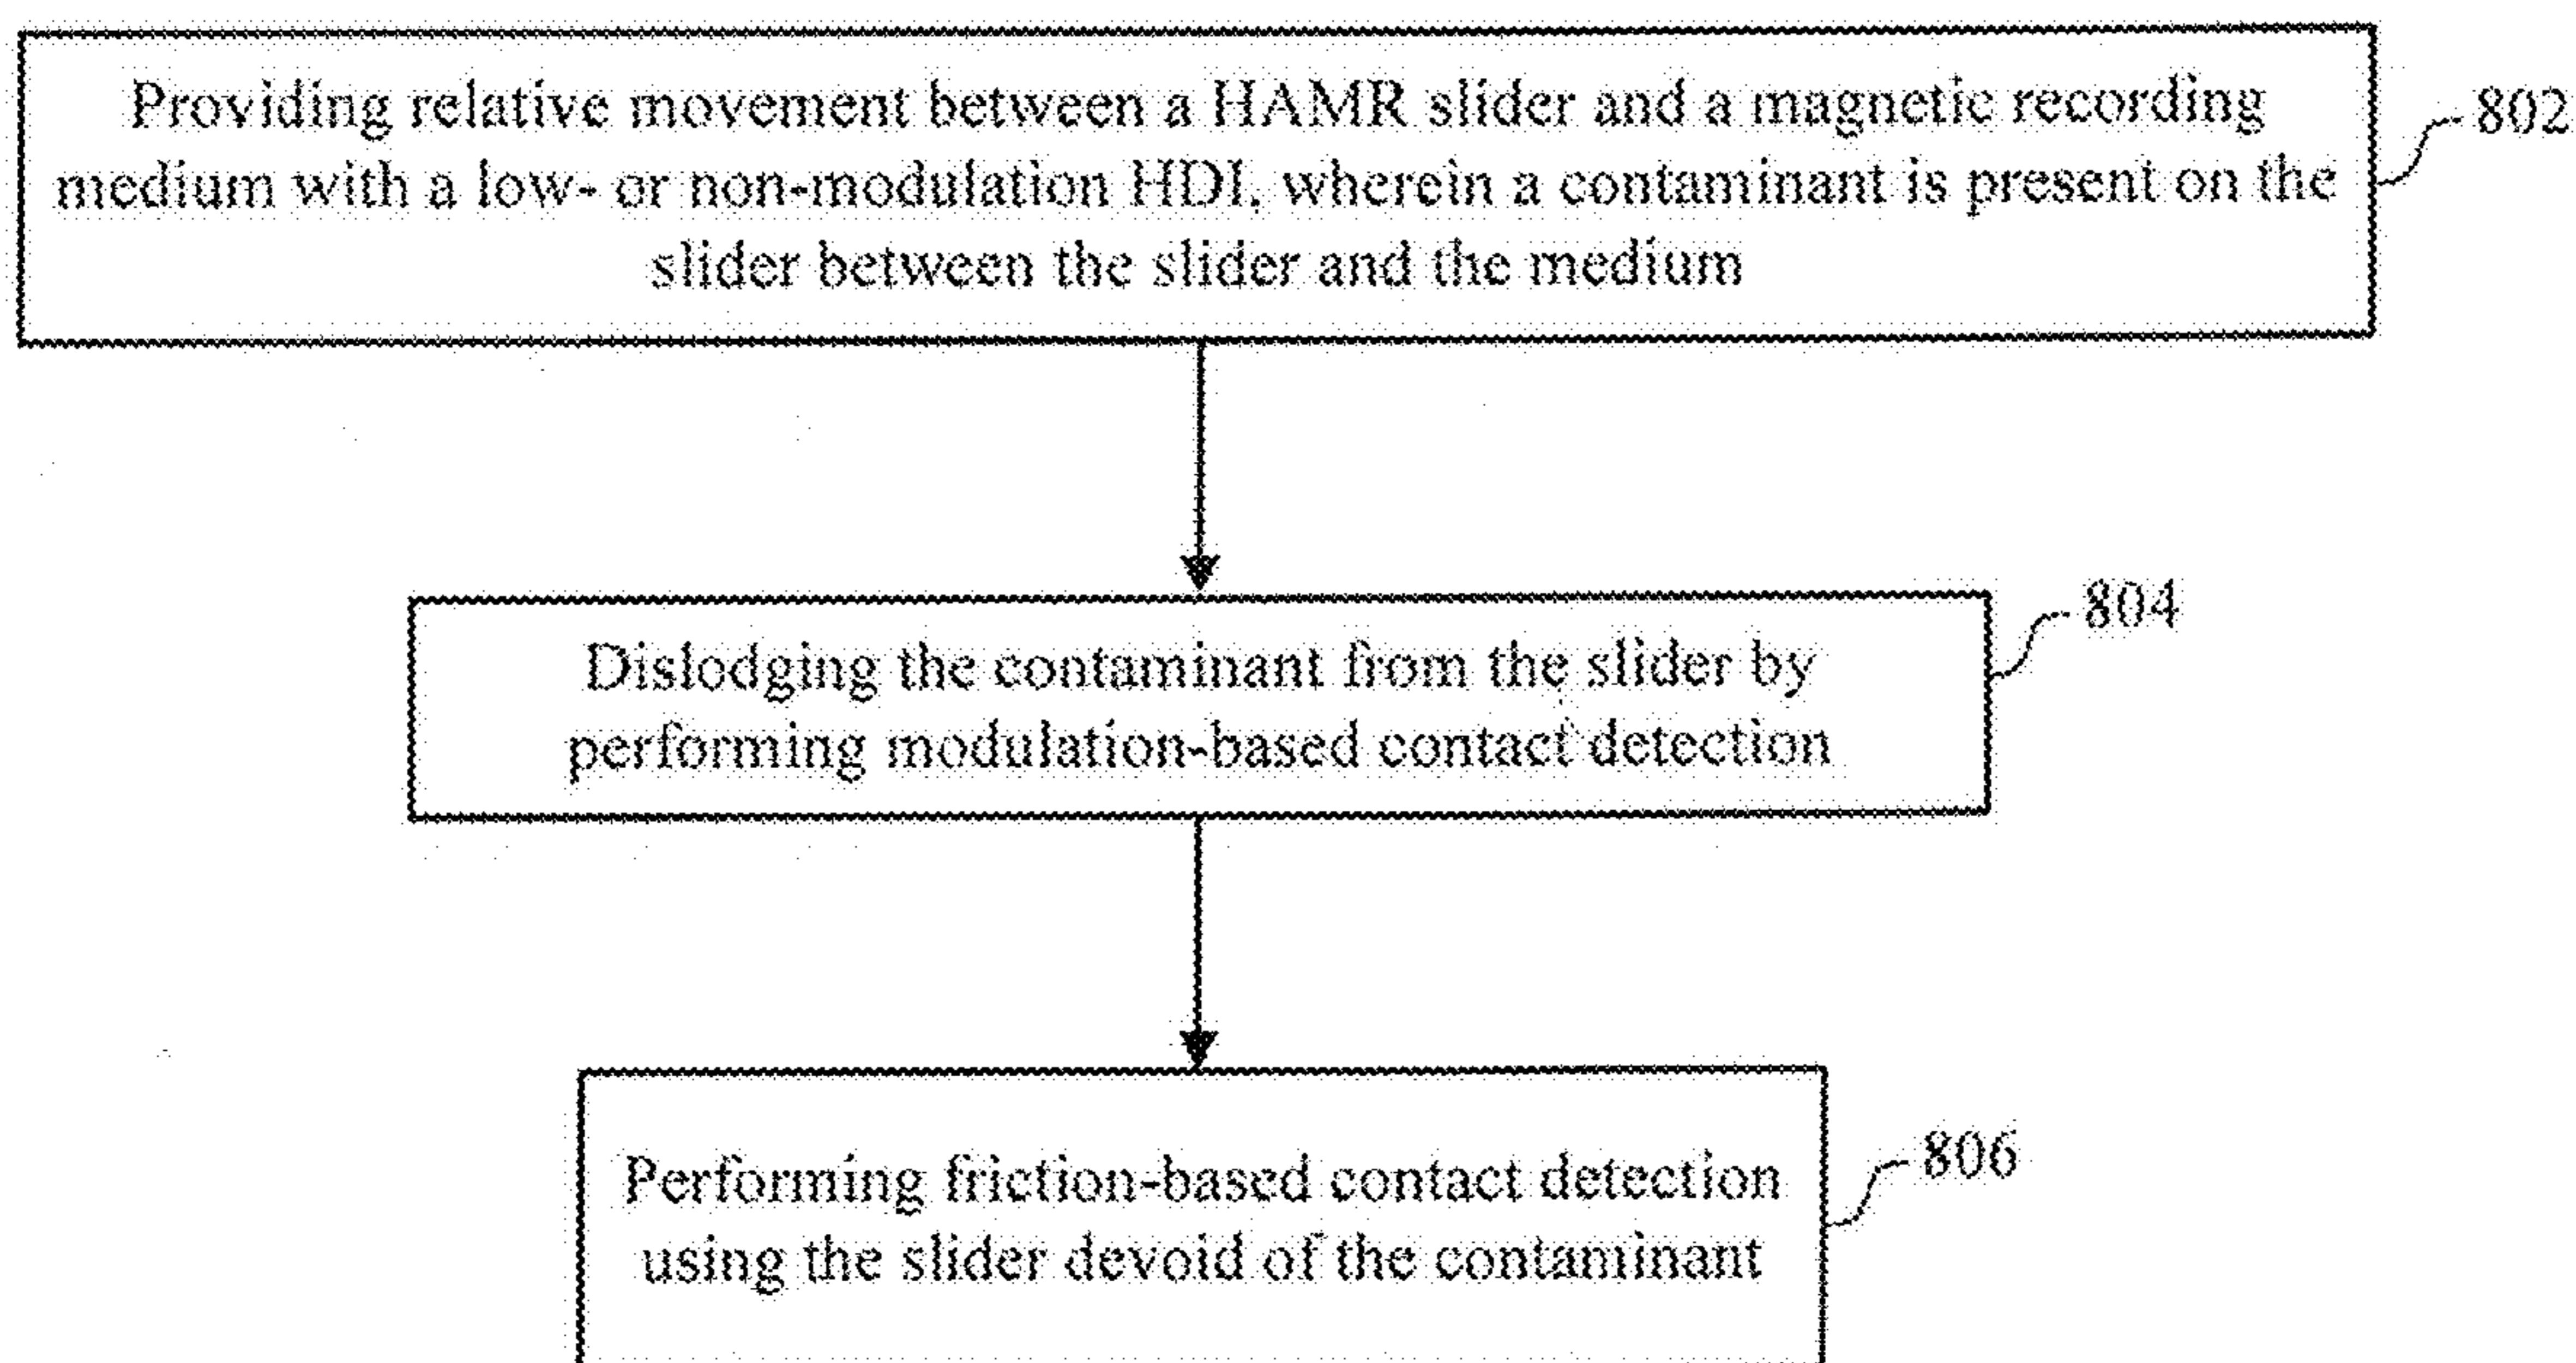 Providing relative movement between a HAMR slider and a magnetic recording
medium with a low- or non-modulation HDI, wherein a contaminant is present on the
slider between the slider and the medium
802
Dislodging the contaminant from the slider by
performing modulation-based contact detection
804
Performing friction-based contact detection
using the slider devoid of the contaminant
806